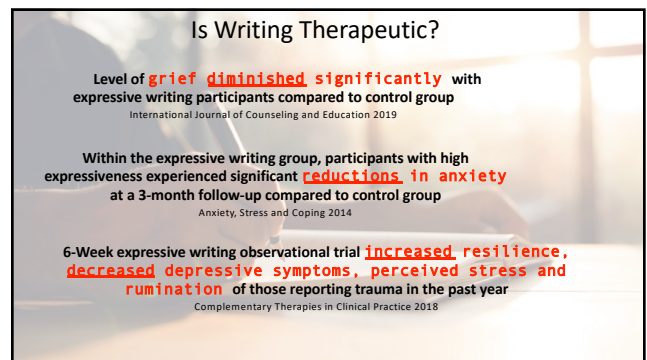 Is Writing Therapeutic?
Level of grief diminished significantly with
expressive writing participants compared to control group
International Journal of Counseling and Education 2019
Within the expressive writing group, participants with high
expressiveness experienced significant reductions in anxiety
at a 3-month follow-up compared to control group
Anxiety, Stress and Coping 2014
6-Week expressive writing observational trial increased resilience,
decreased depressive symptoms, perceived stress and
rumination of those reporting trauma in the past year
Complementary Therapies in Clinical Practice 2018